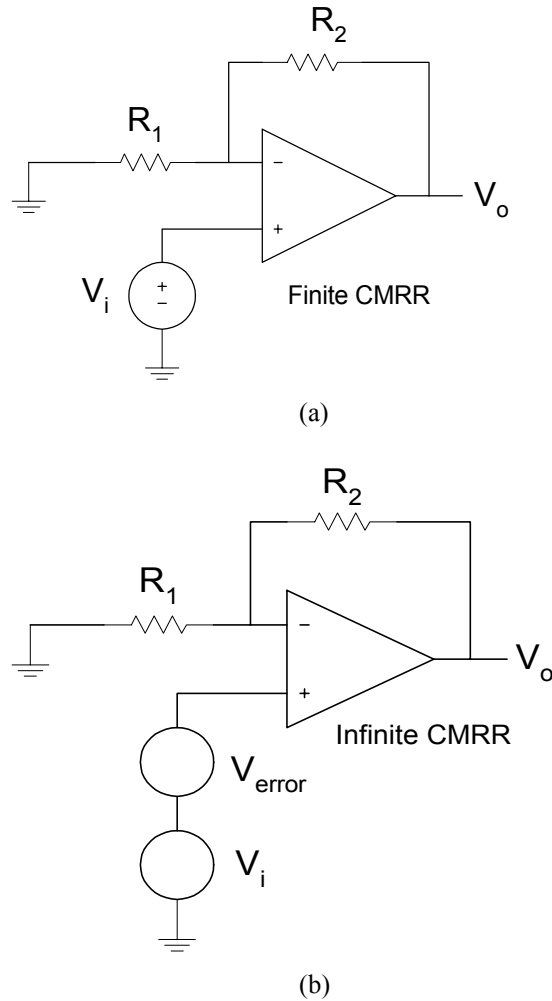 R2
R1
−
+
Vo
Vi
+
−
Finite CMRR
(a)
R2
R1
−
+
Vo
Infinite CMRR
Verror
Vi
(b)